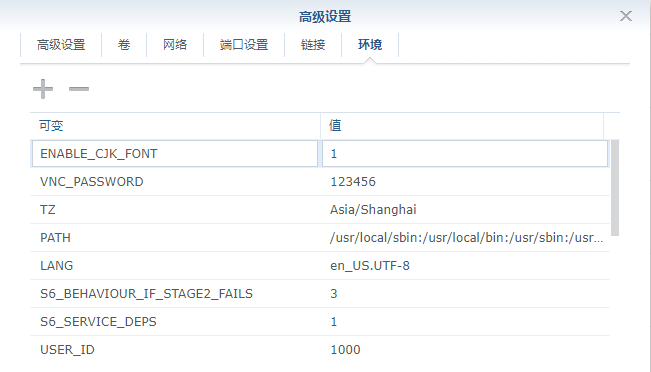 高级设置
高级设置 卷 网络 端口设置 链接 环境
可变 值
ENABLE_CJK_FONT 1
VNC_PASSWORD 123456
TZ Asia/Shanghai
PATH /usr/local/sbin:/usr/local/bin:/usr/sbin:/usr...
LANG en_US.UTF-8
S6_BEHAVIOUR_IF_STAGE2_FAILS 3
S6_SERVICE_DEPS 1
USER_ID 1000